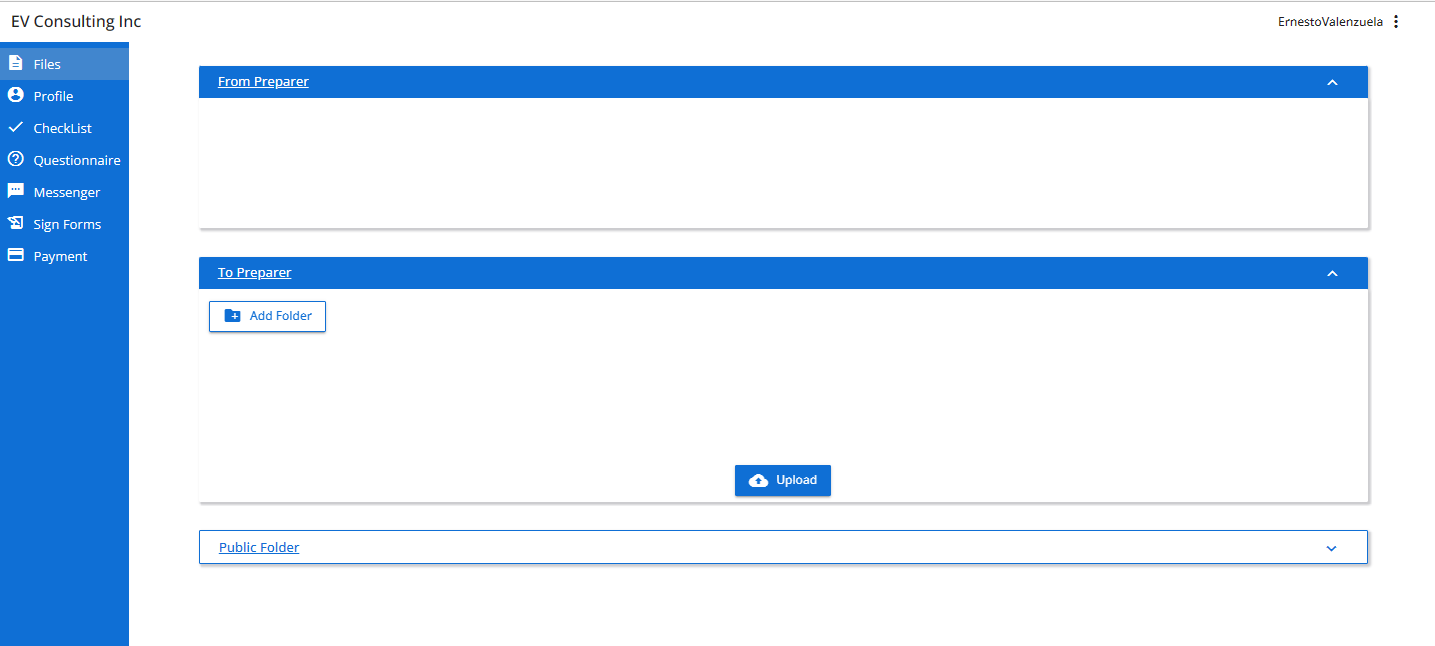 EV Consulting Inc
ErnestoValenzuela
Files
Profile
CheckList
Questionnaire
Messenger
Sign Forms
Payment
From Preparer
To Preparer
Add Folder
Upload
Public Folder